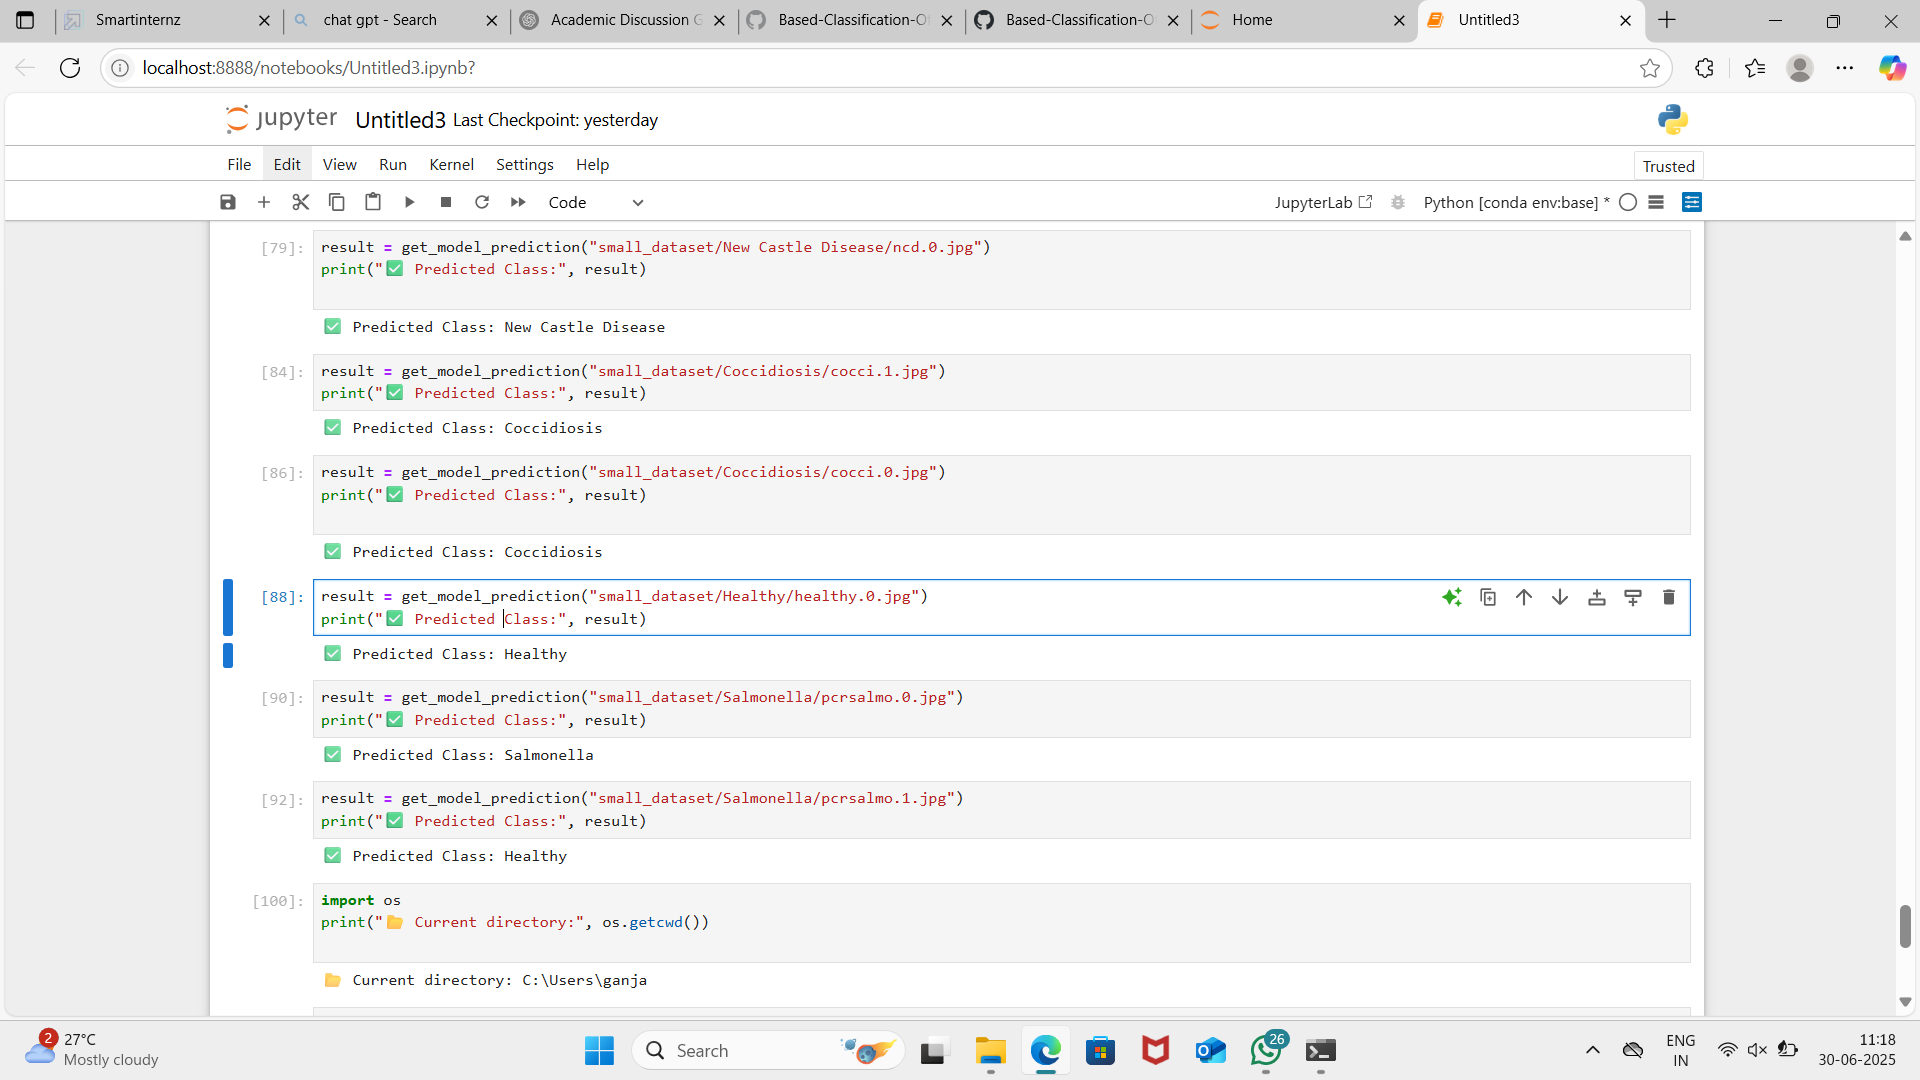 Smartinternz
chat gpt - Search
Academic Discussion G
Based-Classification-O
Based-Classification-O
Home
Untitled3
localhost:8888/notebooks/Untitled3.ipynb?
jupyter Untitled3 Last Checkpoint: yesterday
File Edit View Run Kernel Settings Help
Trusted
Code
JupyterLab
Python [conda env:base] *
[79]: result = get_model_prediction("small_dataset/New Castle Disease/ncd.0.jpg")
print("✅ Predicted Class:", result)
✅ Predicted Class: New Castle Disease
[84]: result = get_model_prediction("small_dataset/Coccidiosis/cocci.1.jpg")
print("✅ Predicted Class:", result)
✅ Predicted Class: Coccidiosis
[86]: result = get_model_prediction("small_dataset/Coccidiosis/cocci.0.jpg")
print("✅ Predicted Class:", result)
✅ Predicted Class: Coccidiosis
[88]: result = get_model_prediction("small_dataset/Healthy/healthy.0.jpg")
print("✅ Predicted Class:", result)
✅ Predicted Class: Healthy
[90]: result = get_model_prediction("small_dataset/Salmonella/pcrsalmo.0.jpg")
print("✅ Predicted Class:", result)
✅ Predicted Class: Salmonella
[92]: result = get_model_prediction("small_dataset/Salmonella/pcrsalmo.1.jpg")
print("✅ Predicted Class:", result)
✅ Predicted Class: Healthy
[100]: import os
print("📁 Current directory:", os.getcwd())
📁 Current directory: C:\Users\ganja
2
27°C
Mostly cloudy
Search
26
ENG
IN
11:18
30-06-2025